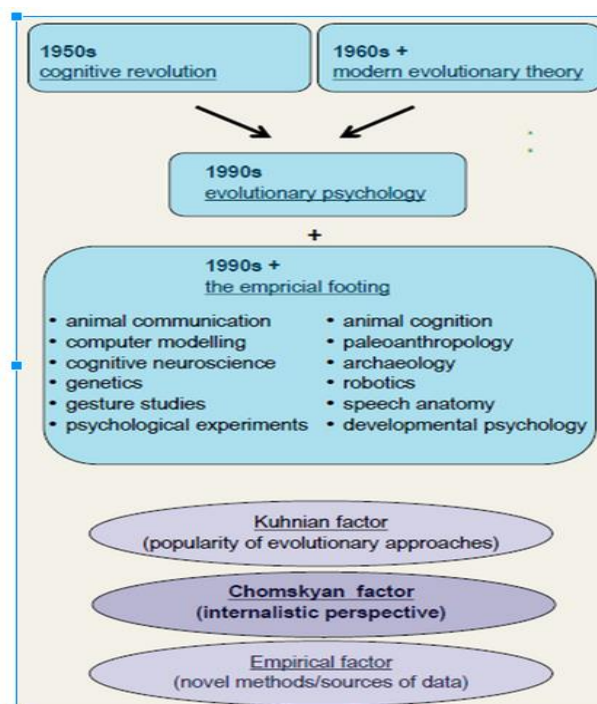 1950s
cognitive revolution
1960s +
modern evolutionary theory
1990s
evolutionary psychology
+
1990s +
the empricial footing
• animal communication
• computer modelling
• cognitive neuroscience
• genetics
• gesture studies
• psychological experiments
• animal cognition
• paleoanthropology
• archaeology
• robotics
• speech anatomy
• developmental psychology
Kuhnian factor
(popularity of evolutionary approaches)
Chomskyan factor
(internalistic perspective)
Empirical factor
(novel methods/sources of data)